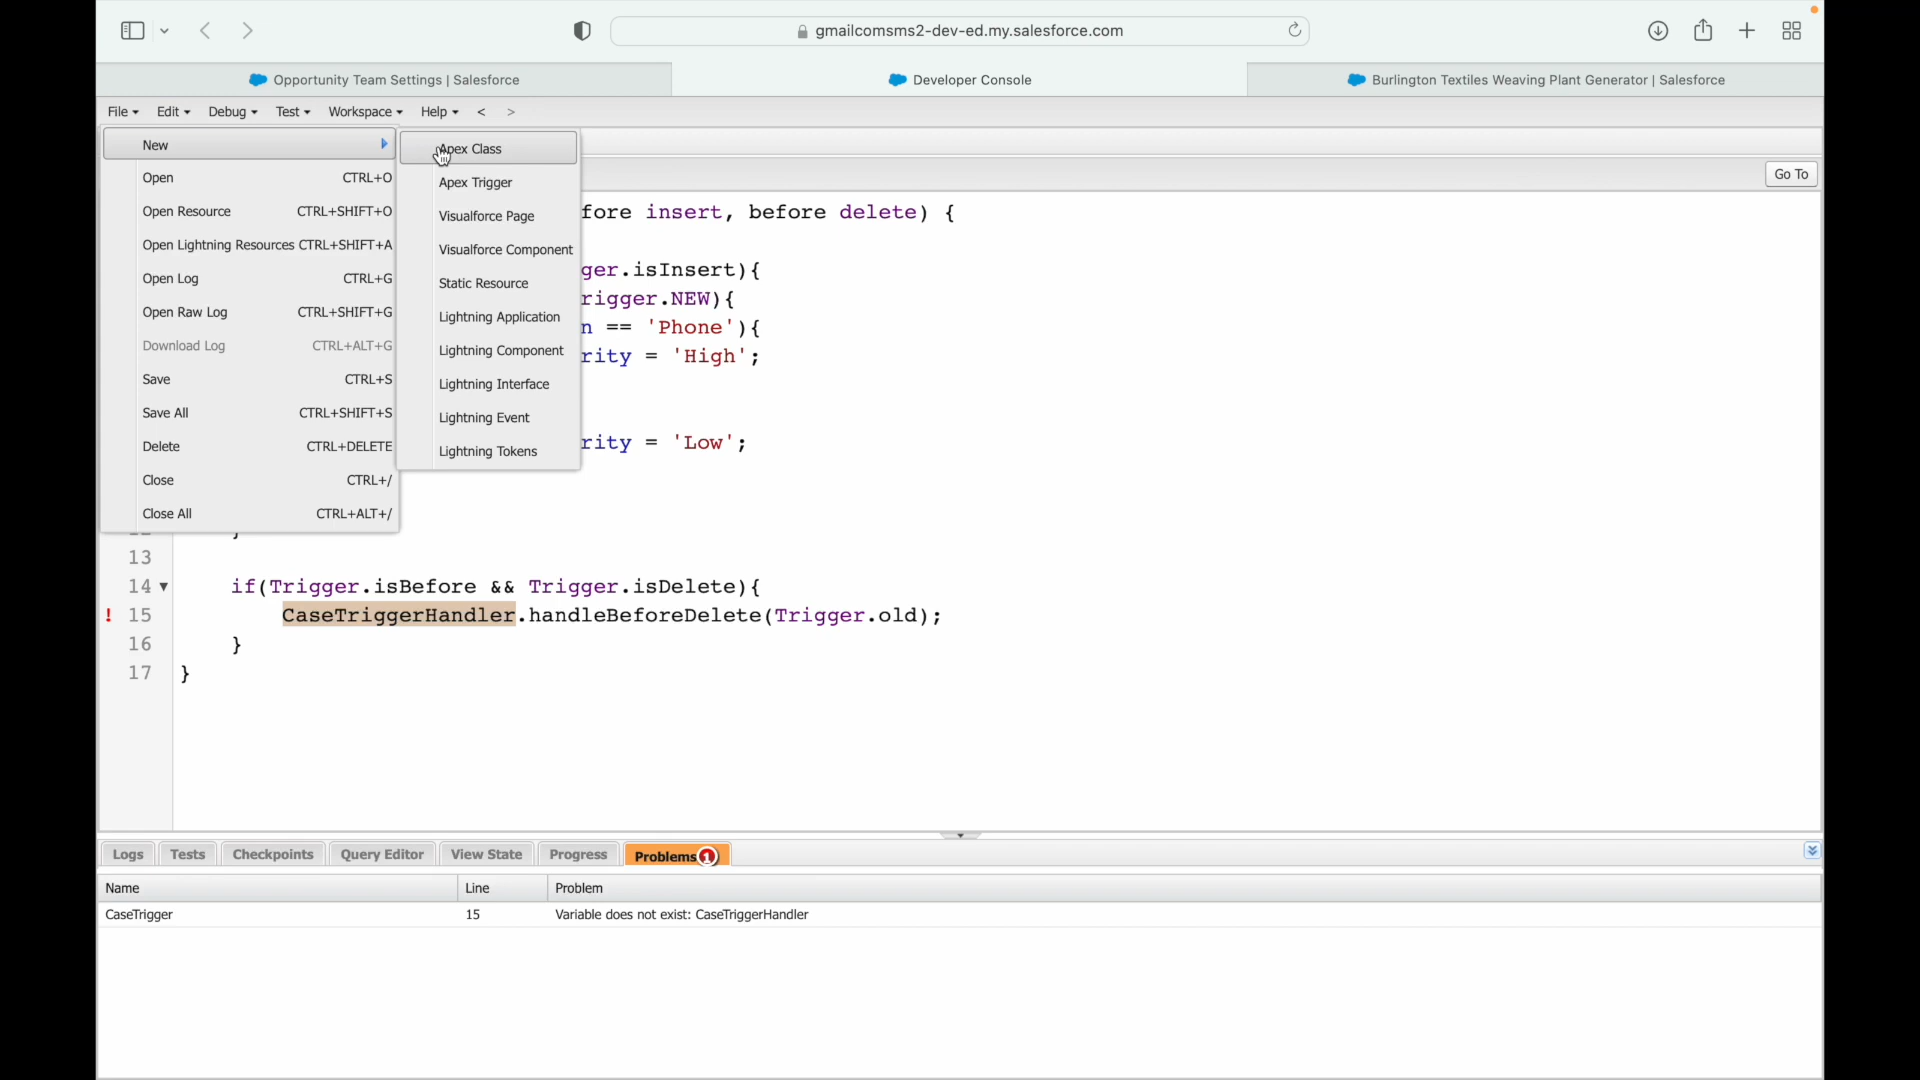 gmailcomsms2-dev-ed.my.salesforce.com
Opportunity Team Settings | Salesforce
Developer Console
Burlington Textiles Weaving Plant Generator | Salesforce
File Edit Debug Test Workspace Help < >
New
Open CTRL+O
Open Resource CTRL+SHIFT+O
Open Lightning Resources CTRL+SHIFT+A
Open Log CTRL+G
Open Raw Log CTRL+SHIFT+G
Download Log CTRL+ALT+G
Save CTRL+S
Save All CTRL+SHIFT+S
Delete CTRL+DELETE
Close CTRL+/
Close All CTRL+ALT+/
Apex Class
Apex Trigger
Visualforce Page
Visualforce Component
Static Resource
Lightning Application
Lightning Component
Lightning Interface
Lightning Event
Lightning Tokens
Go To
fore insert, before delete) {
ger.isInsert){
rigger.NEW){
n == 'Phone'){
rity = 'High';
rity = 'Low';
13
14 if(Trigger.isBefore && Trigger.isDelete){
! 15 CaseTriggerHandler.handleBeforeDelete(Trigger.old);
16 }
17 }
Logs Tests Checkpoints Query Editor View State Progress Problems 1
Name Line Problem
CaseTrigger 15 Variable does not exist: CaseTriggerHandler